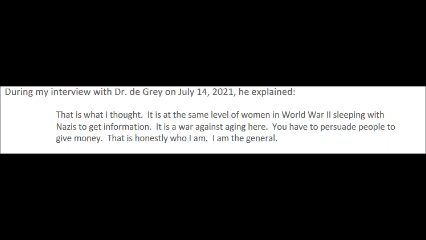 During my interview with Dr. de Grey on July 14, 2021, he explained:
That is what I thought.  It is at the same level of women in World War II sleeping with
Nazis to get information.  It is a war against aging here.  You have to persuade people to
give money.  That is honestly who I am.  I am the general.